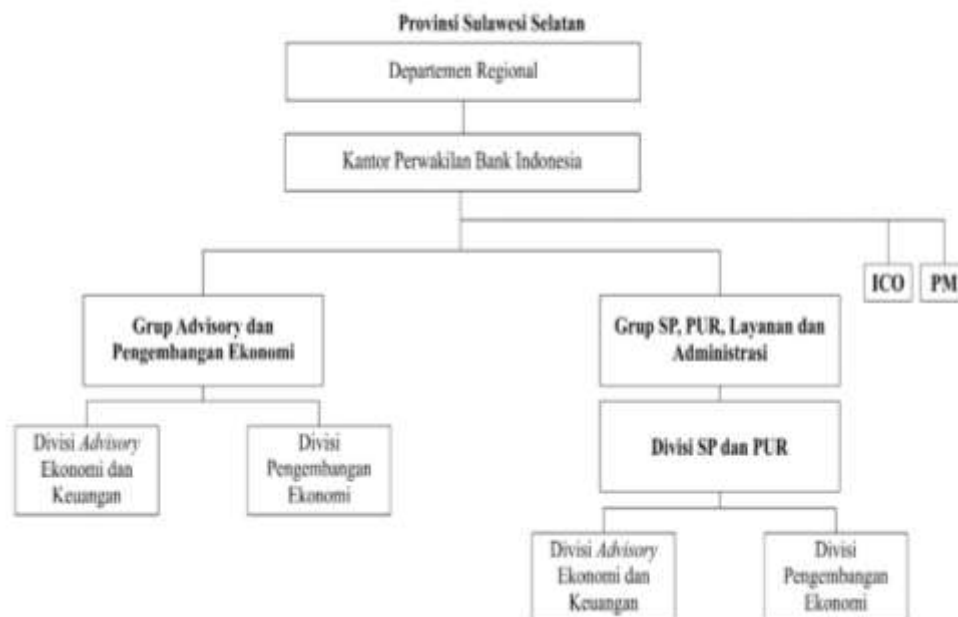 Provinsi Sulawesi Selatan
Departemen Regional
Kantor Perwakilan Bank Indonesia
ICO
PM
Grup Advisory dan
Pengembangan Ekonomi
Grup SP, PUR, Layanan dan
Administrasi
Divisi Advisory
Ekonomi dan
Keuangan
Divisi
Pengembangan
Ekonomi
Divisi SP dan PUR
Divisi Advisory
Ekonomi dan
Keuangan
Divisi
Pengembangan
Ekonomi